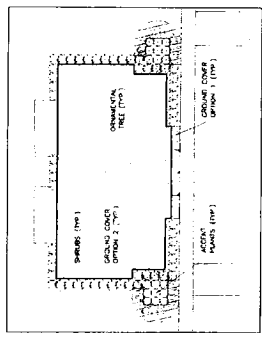 SHRUBS (TYP.)
GROUND COVER
OPTION 2 (TYP.)
ORNAMENTAL
TREE (TYP.)
ACCENT
PLANTS (TYP.)
GROUND COVER
OPTION 1 (TYP.)